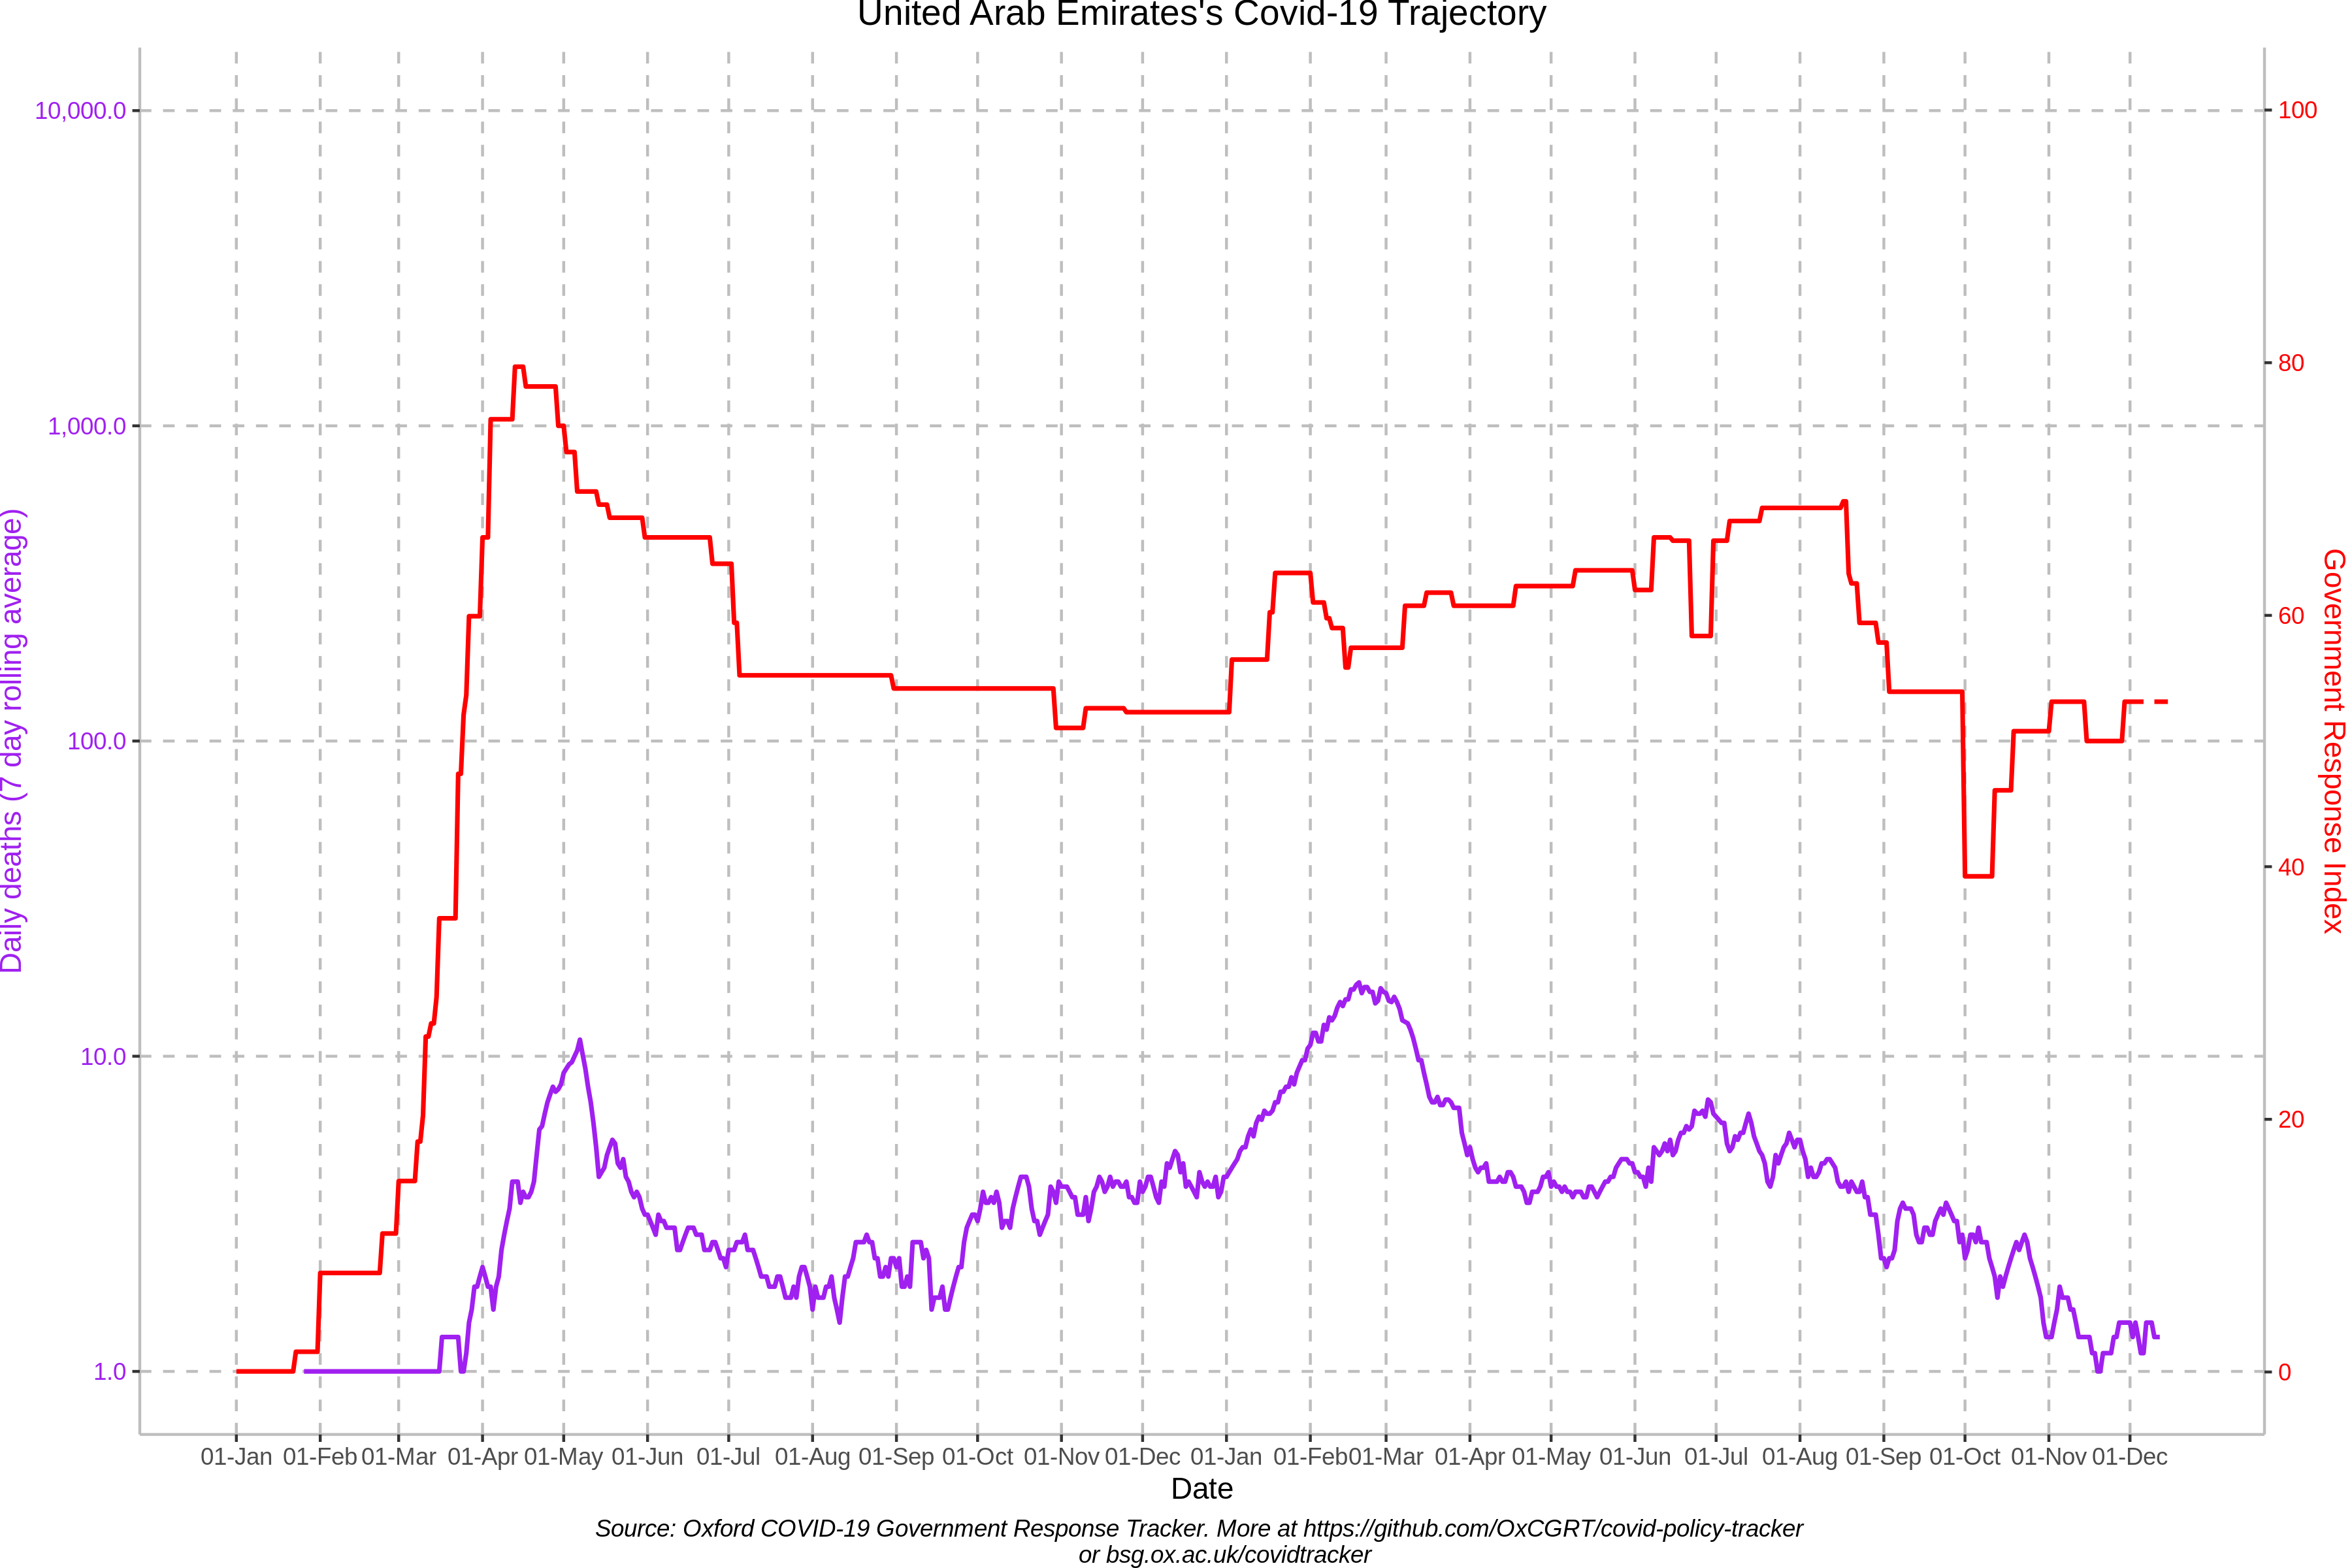 United Arab Emirates's Covid-19 Trajectory
10,000.0
1,000.0
100.0
10.0
1.0
Daily deaths (7 day rolling average)
100
80
60
40
20
0
Government Response Index
01-Jan 01-Feb 01-Mar 01-Apr 01-May 01-Jun 01-Jul 01-Aug 01-Sep 01-Oct 01-Nov 01-Dec 01-Jan 01-Feb 01-Mar 01-Apr 01-May 01-Jun 01-Jul 01-Aug 01-Sep 01-Oct 01-Nov 01-Dec
Date
Source: Oxford COVID-19 Government Response Tracker. More at https://github.com/OxCGRT/covid-policy-tracker
or bsg.ox.ac.uk/covidtracker